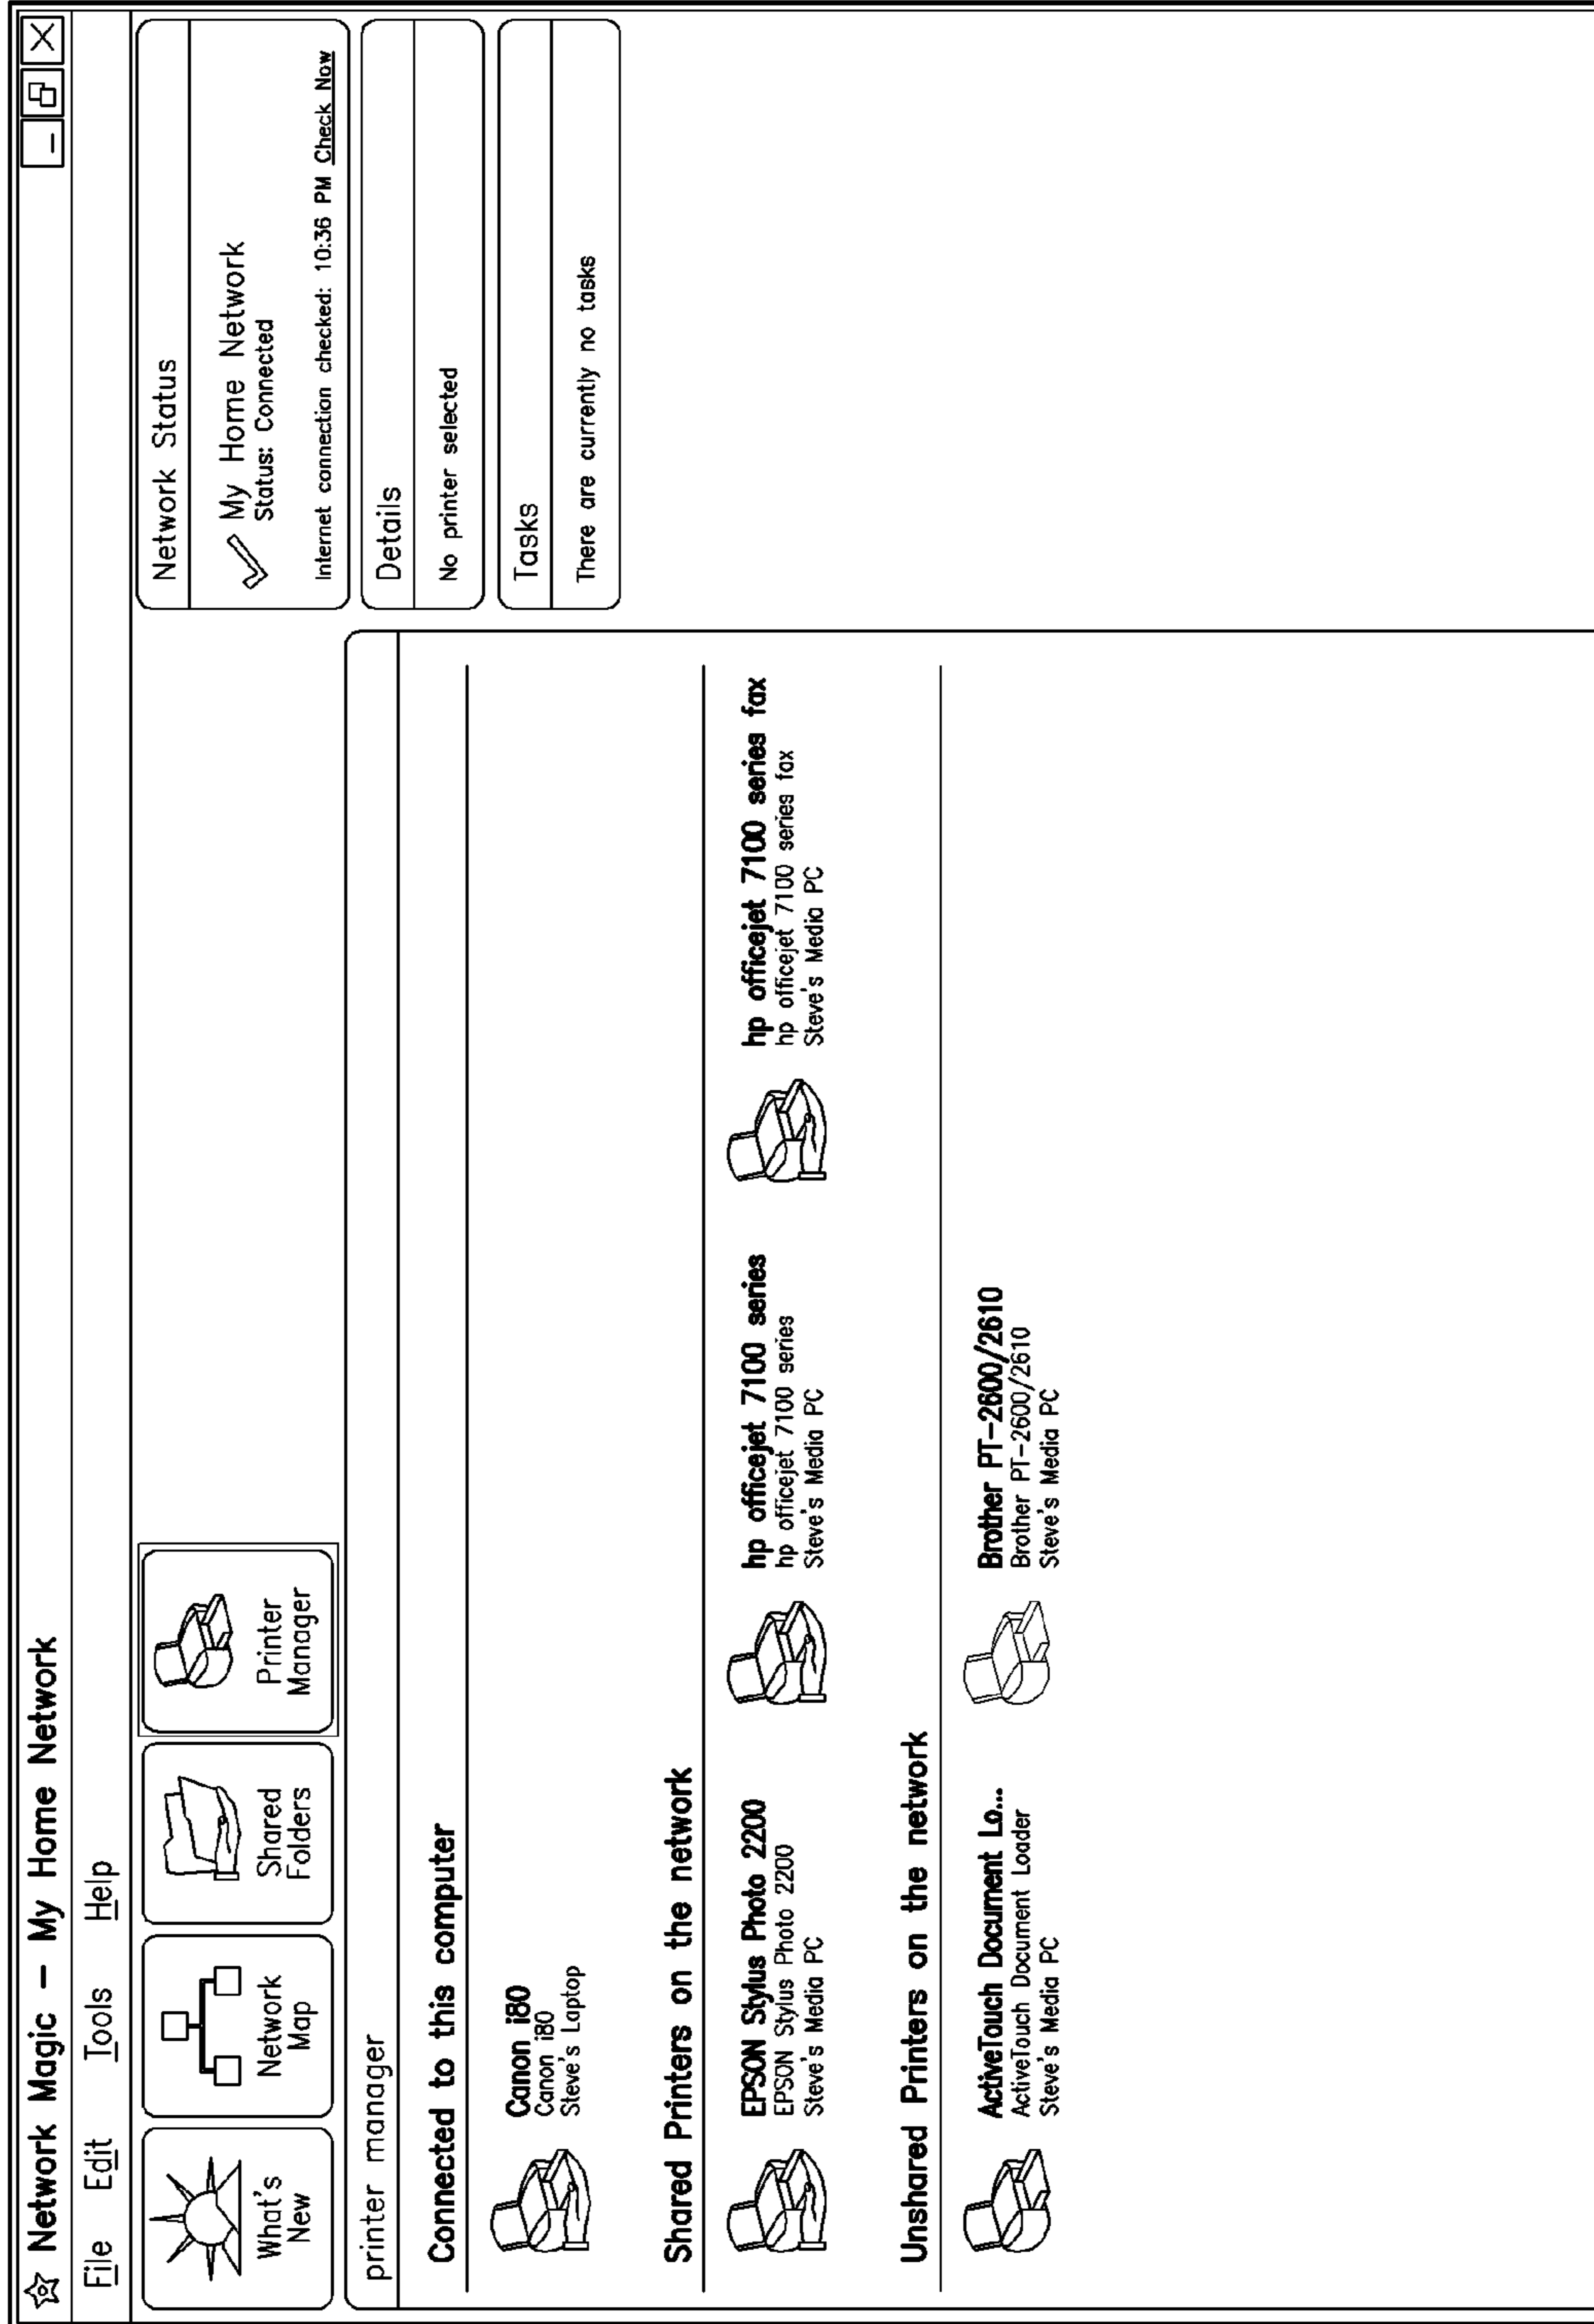 Network Magic – My Home Network
File Edit Tools Help
What's
New
Network
Map
Shared
Folders
Printer
Manager
printer manager
Connected to this computer
Canon i80
Canon i80
Steve's Laptop
Shared Printers on the network
EPSON Stylus Photo 2200
EPSON Stylus Photo 2200
Steve's Media PC
hp officejet 7100 series
hp officejet 7100 series
Steve's Media PC
hp officejet 7100 series fax
hp officejet 7100 series fax
Steve's Media PC
Unshared Printers on the network
ActiveTouch Document Lo...
ActiveTouch Document Loader
Steve's Media PC
Brother PT-2600/2610
Brother PT-2600/2610
Steve's Media PC
Network Status
My Home Network
Status: Connected
Internet connection checked: 10:36 PM Check Now
Details
No printer selected
Tasks
There are currently no tasks